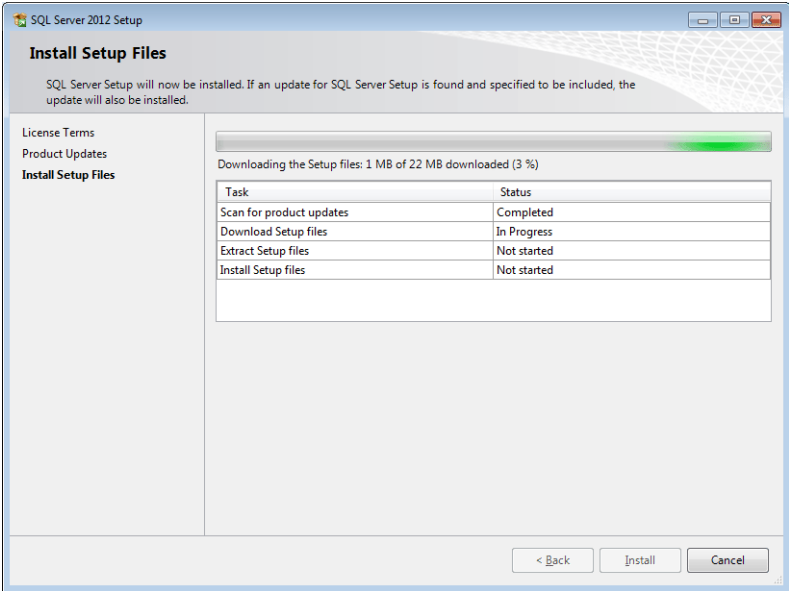 SQL Server 2012 Setup
Install Setup Files
SQL Server Setup will now be installed. If an update for SQL Server Setup is found and specified to be included, the
update will also be installed.
License Terms
Product Updates
Install Setup Files
Downloading the Setup files: 1 MB of 22 MB downloaded (3 %)
Task Status
Scan for product updates Completed
Download Setup files In Progress
Extract Setup files Not started
Install Setup files Not started
< Back Install Cancel